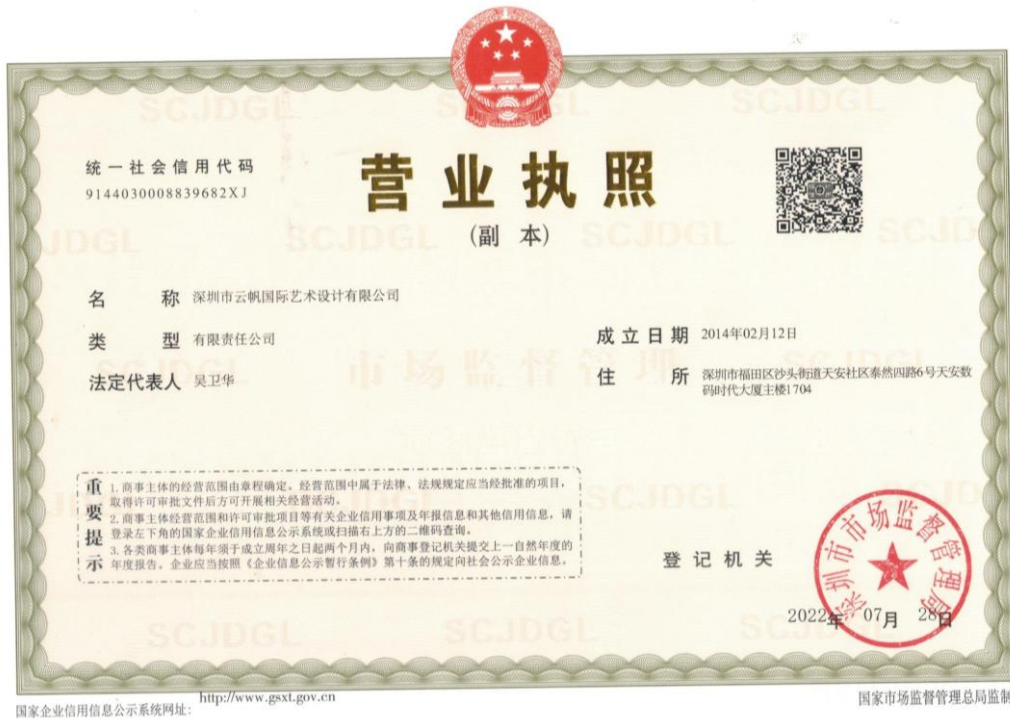 统一社会信用代码
9144030008839682XJ
营业执照
(副 本)
名 称 深圳市云帆国际艺术设计有限公司
类 型 有限责任公司
法定代表人 吴卫华
成立日期 2014年02月12日
住 所 深圳市福田区沙头街道天安社区泰然四路6号天安数
码时代大厦主楼1704
重要提示
1. 商事主体的经营范围由章程确定。经营范围中属于法律、法规规定应当经批准的项目，
取得许可审批文件后方可开展相关经营活动。
2. 商事主体经营范围和许可审批项目等有关企业信用事项及年报信息和其他信用信息，请
登录左下角的国家企业信用信息公示系统或扫描右上方的二维码查询。
3. 各类商事主体每年须于成立周年之日起两个月内，向商事登记机关提交上一自然年度的
年度报告。企业应当按照《企业信息公示暂行条例》第十条的规定向社会公示企业信息。
登记机关
深圳市市场监督管理局
2022年 07月 28日
国家企业信用信息公示系统网址：
http://www.gsxt.gov.cn
国家市场监督管理总局监制
SCJDGL
市场监督管理